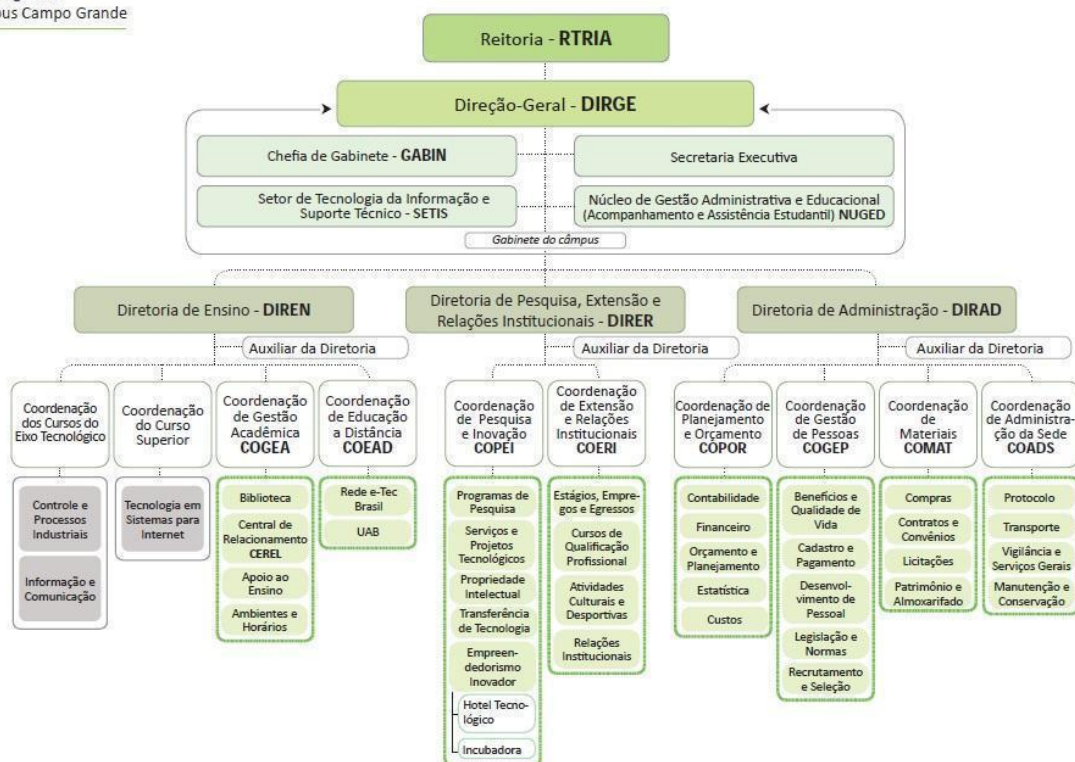 Campo Grande
Reitoria - RTRIA
Direção-Geral - DIRGE
Chefia de Gabinete - GABIN
Secretaria Executiva
Setor de Tecnologia da Informação e
Suporte Técnico - SETIS
Núcleo de Gestão Administrativa e Educacional
(Acompanhamento e Assistência Estudantil) NUGED
Gabinete do câmpus
Diretoria de Ensino - DIREN
Diretoria de Pesquisa, Extensão e
Relações Institucionais - DIRER
Diretoria de Administração - DIRAD
Auxiliar da Diretoria
Auxiliar da Diretoria
Auxiliar da Diretoria
Coordenação
dos Cursos do
Eixo Tecnológico
Coordenação
do Curso
Superior
Coordenação
de Gestão
Acadêmica
COGEA
Coordenação
de Educação
a Distância
COEAD
Coordenação
de Pesquisa
e Inovação
COPEI
Coordenação
de Extensão
e Relações
Institucionais
COERI
Coordenação de
Planejamento
e Orçamento
COPOR
Coordenação
de Gestão
de Pessoas
COGEP
Coordenação
de
Materiais
COMAT
Coordenação
de Administra-
ção da Sede
COADS
Controle e
Processos
Industriais
Informação e
Comunicação
Tecnologia em
Sistemas para
Internet
Biblioteca
Central de
Relacionamento
CEREL
Apoio ao
Ensino
Ambientes e
Horários
Rede e-Tec
Brasil
UAB
Programas de
Pesquisa
Serviços e
Projetos
Tecnológicos
Propriedade
Intelectual
Transferência
de Tecnologia
Empreen-
dedorismo
Inovador
Hotel Tecno-
lógico
Incubadora
Estágios, Empre-
gos e Egressos
Cursos de
Qualificação
Profissional
Atividades
Culturais e
Desportivas
Relações
Institucionais
Contabilidade
Financeiro
Orçamento e
Planejamento
Estatística
Custos
Benefícios e
Qualidade de
Vida
Cadastro e
Pagamento
Desenvol-
vimento de
Pessoal
Legislação e
Normas
Recrutamento
e Seleção
Compras
Contratos e
Convênios
Licitações
Patrimônio e
Almoxarifado
Protocolo
Transporte
Vigilância e
Serviços Gerais
Manutenção e
Conservação